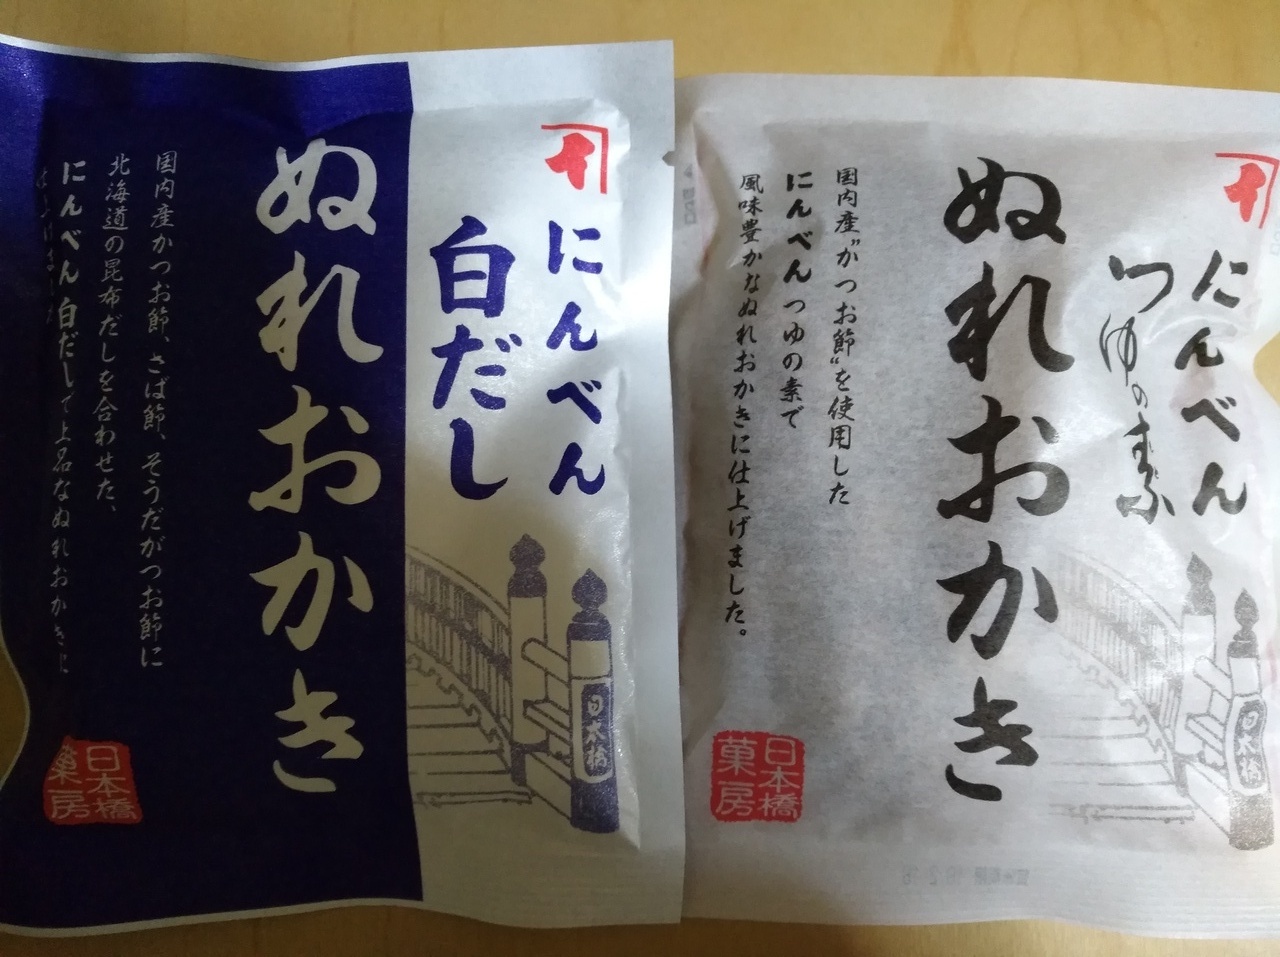 にんべん
白だし
ぬれおかき
国内産かつお節、さば節、そうだがつお節に
北海道の昆布だしを合わせた、
にんべん白だしで上品なぬれおかきに
日本橋
日本橋
菓房
にんべん
つゆの素
ぬれおかき
国内産“かつお節”を使用した
にんべんつゆの素で
風味豊かなぬれおかきに仕上げました。
日本橋
日本橋
菓房